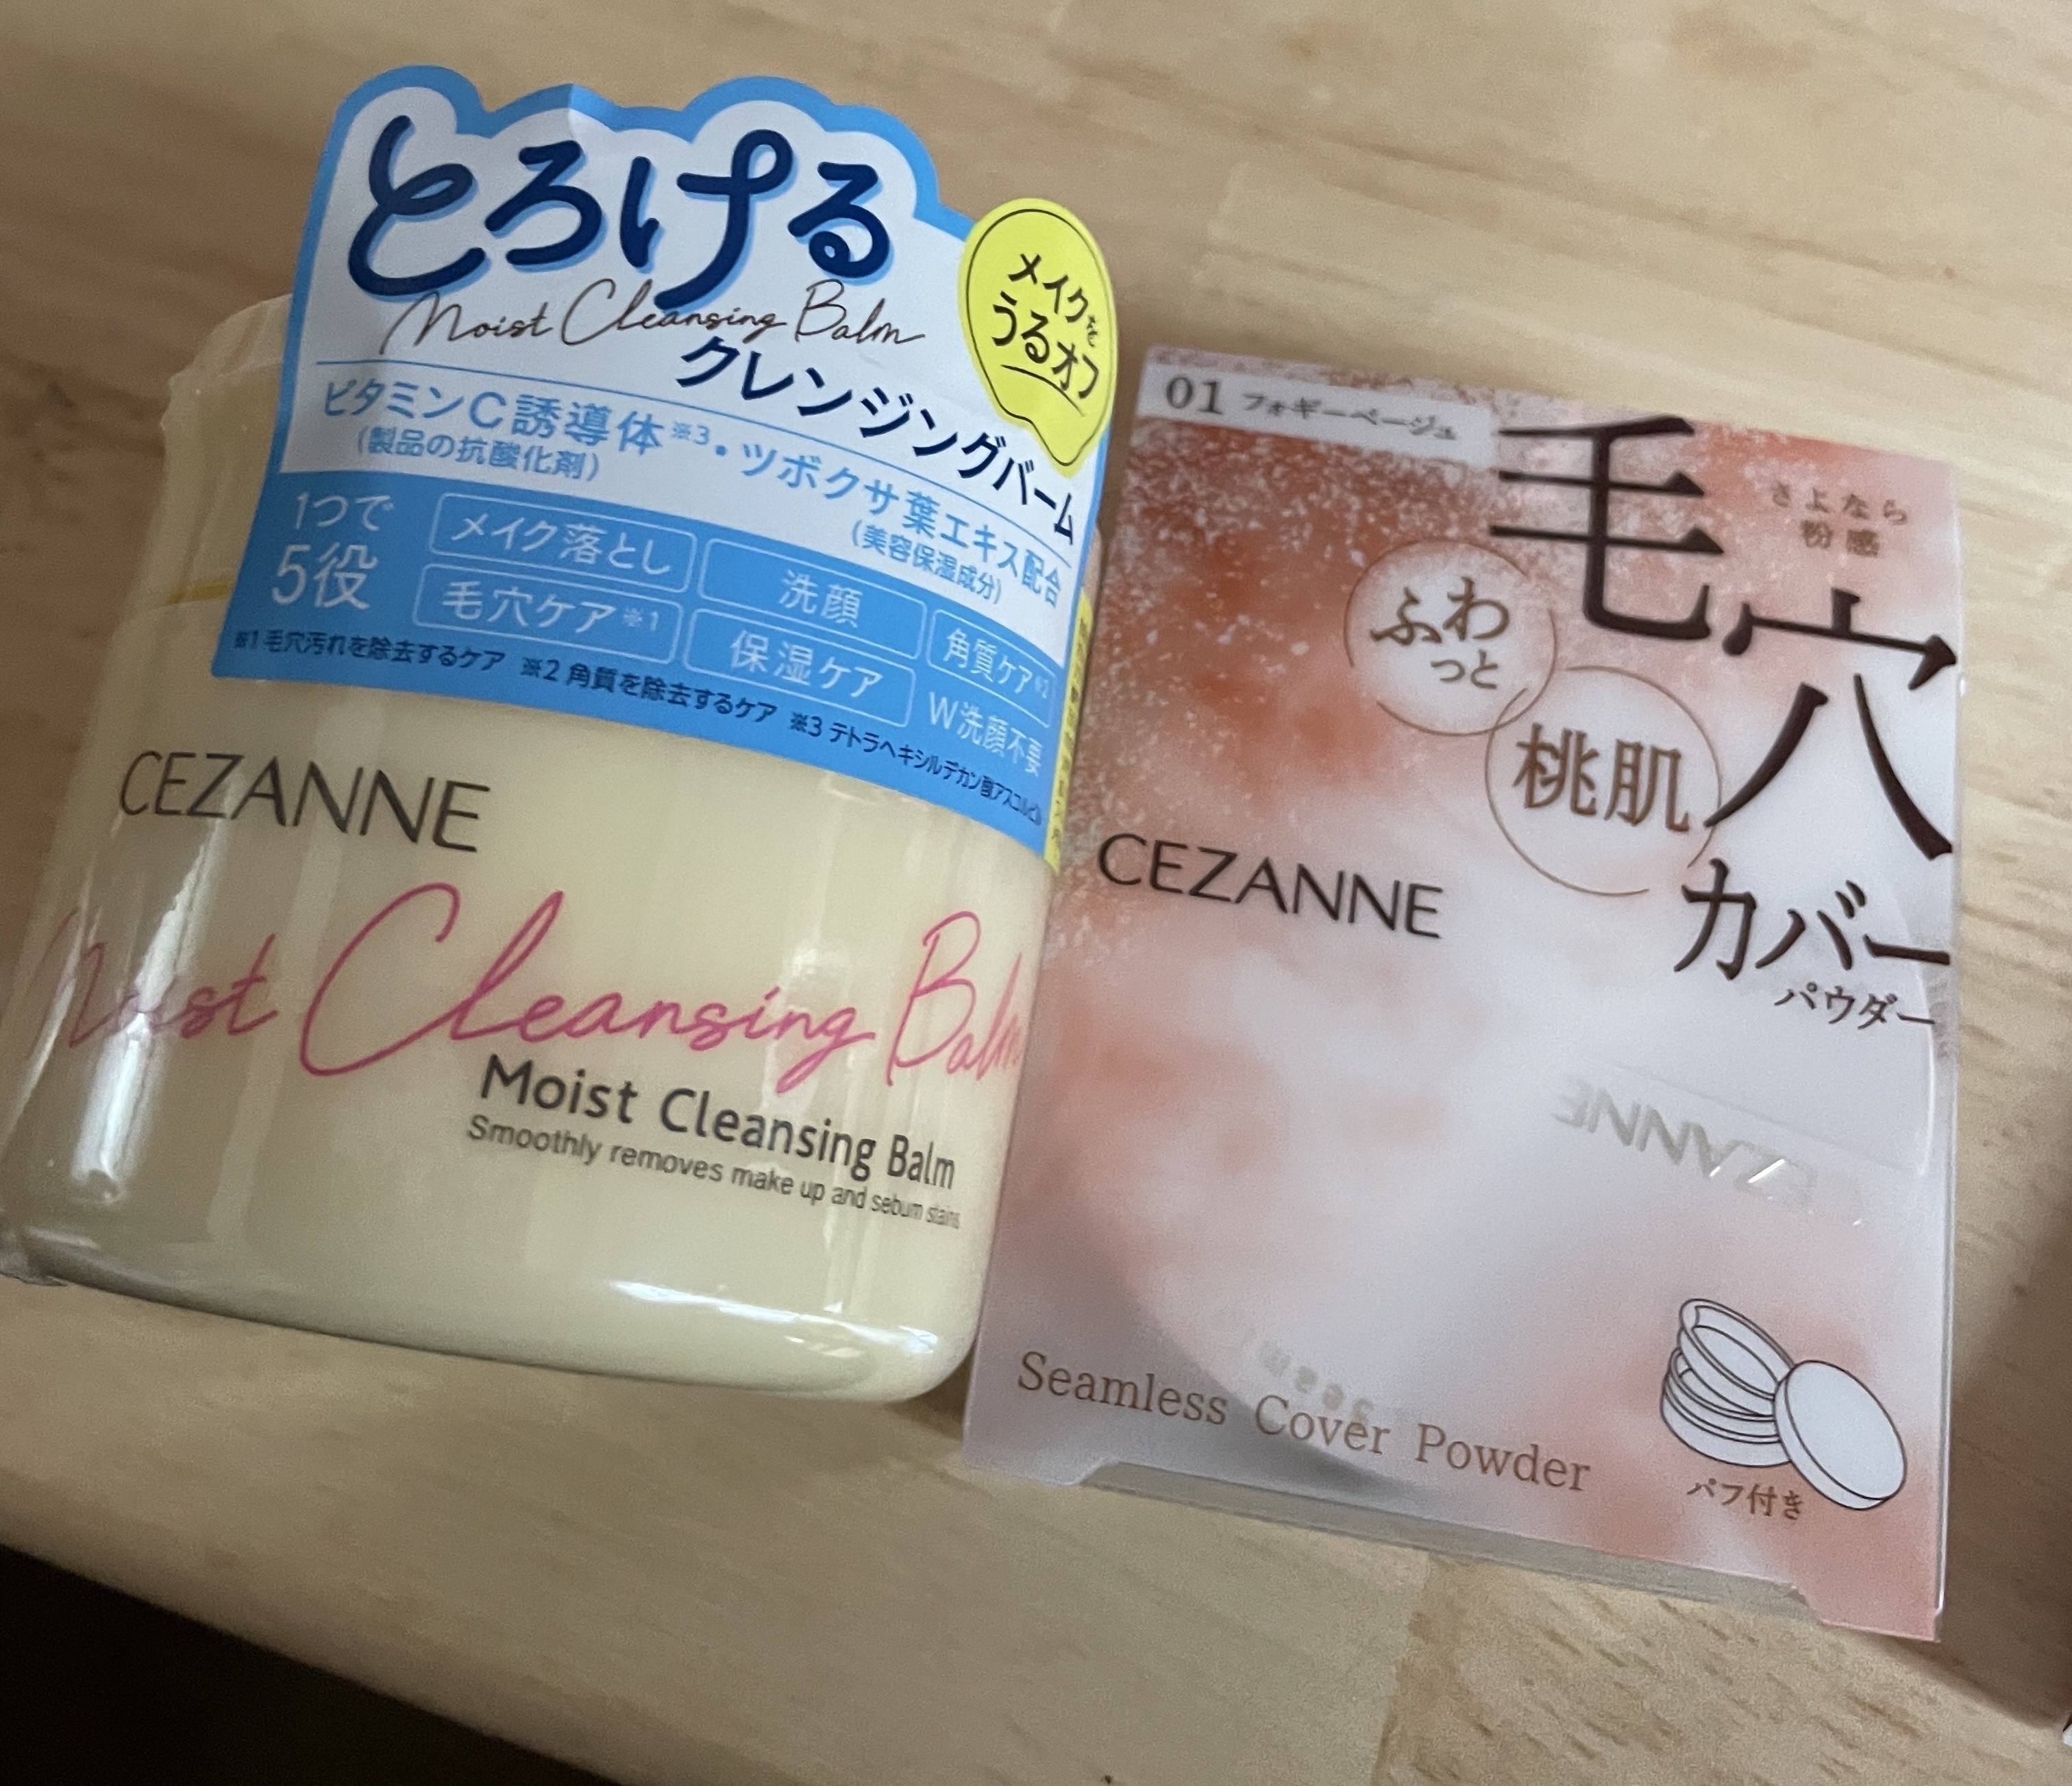 とろける
Moist Cleansing Balm
クレンジングバーム
メイクを
うるオフ
ビタミンC誘導体※3・ツボクサ葉エキス配合
(製品の抗酸化剤)
(美容保湿成分)
1つで
5役
メイク落とし
洗顔
角質ケア※2
毛穴ケア※1
保湿ケア
W洗顔不要
※1 毛穴汚れを除去するケア ※2 角質を除去するケア ※3 テトラヘキシルデカン酸アスコルビル
CEZANNE
Moist Cleansing Balm
Moist Cleansing Balm
Smoothly removes make up and sebum stains
01 フォギーベージュ
さよなら
粉感
毛穴
カバー
パウダー
ふわ
っと
桃肌
CEZANNE
CEZANNE
Seamless Cover Powder
パフ付き